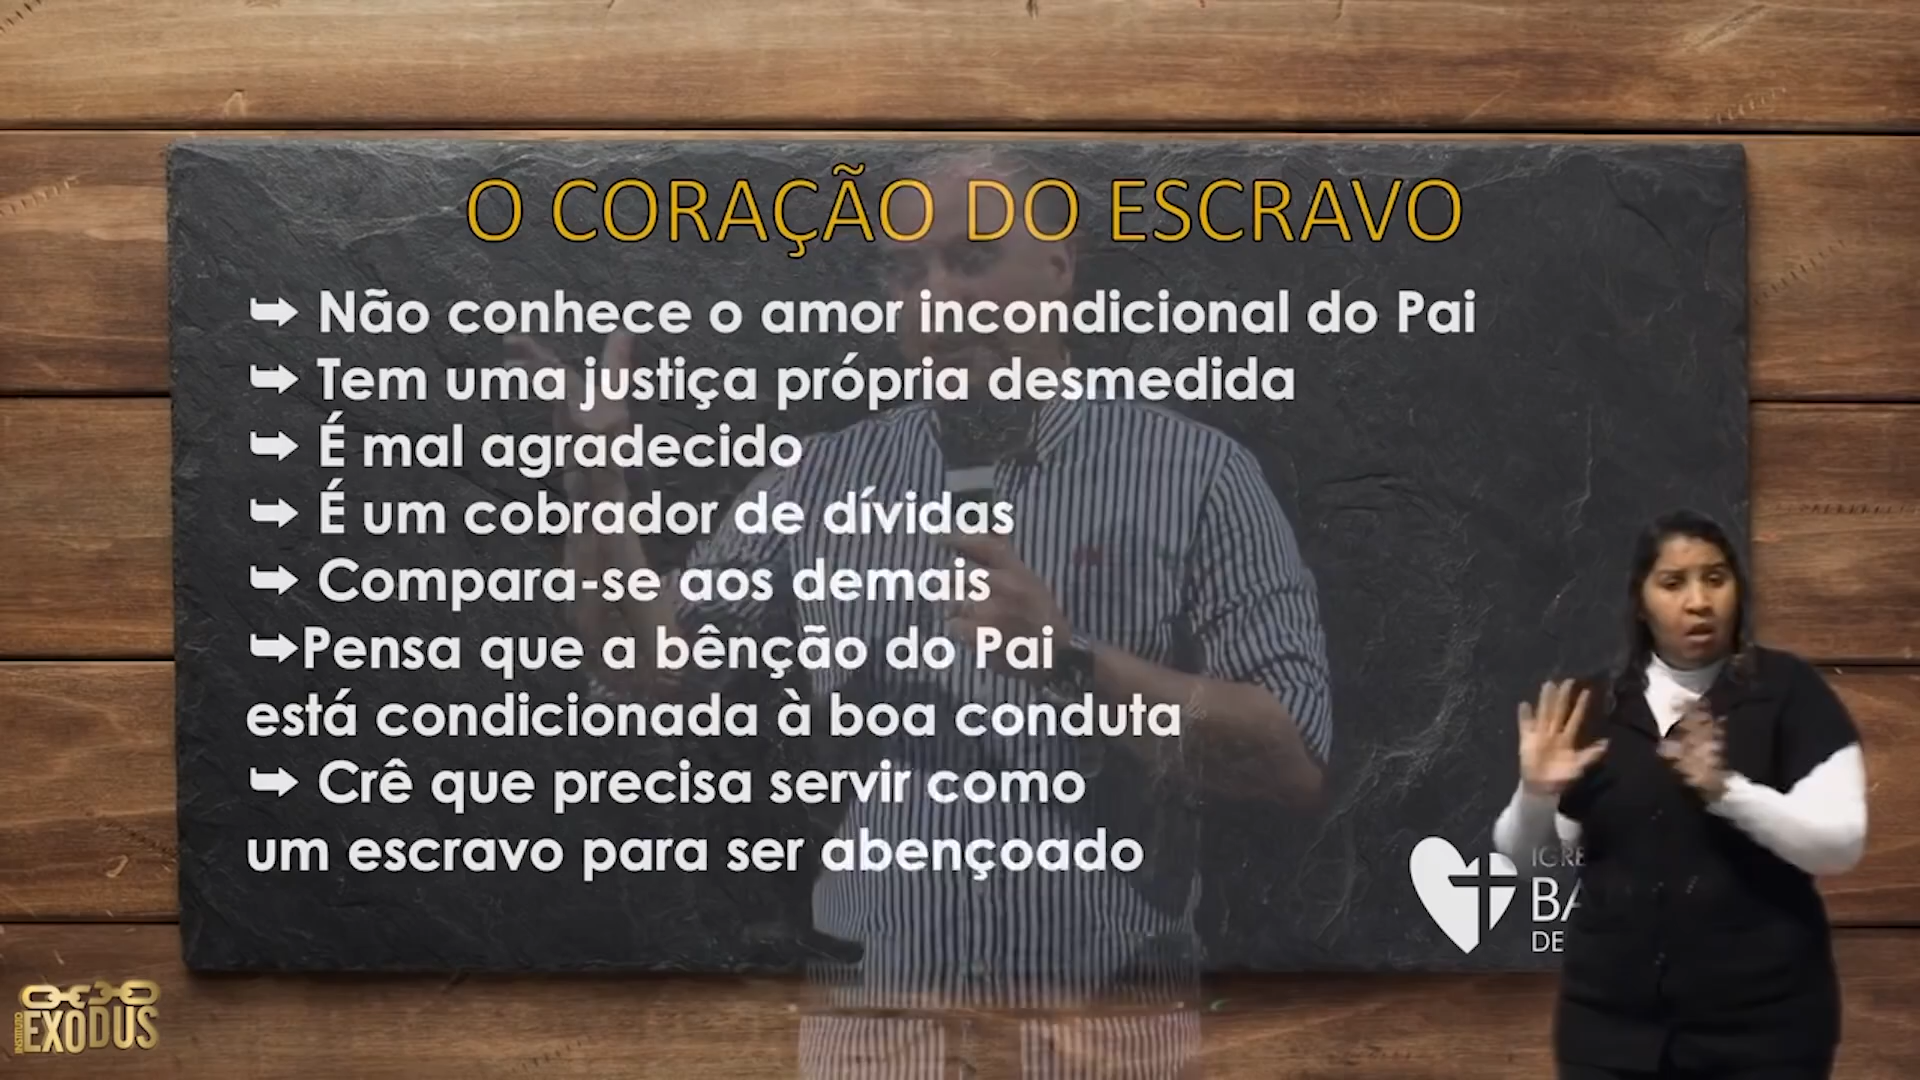 O CORAÇÃO DO ESCRAVO
➥ Não conhece o amor incondicional do Pai
➥ Tem uma justiça própria desmedida
➥ É mal agradecido
➥ É um cobrador de dívidas
➥ Compara-se aos demais
➥Pensa que a bênção do Pai
está condicionada à boa conduta
➥ Crê que precisa servir como
um escravo para ser abençoado
DE
INSTITUTO
EXODUS